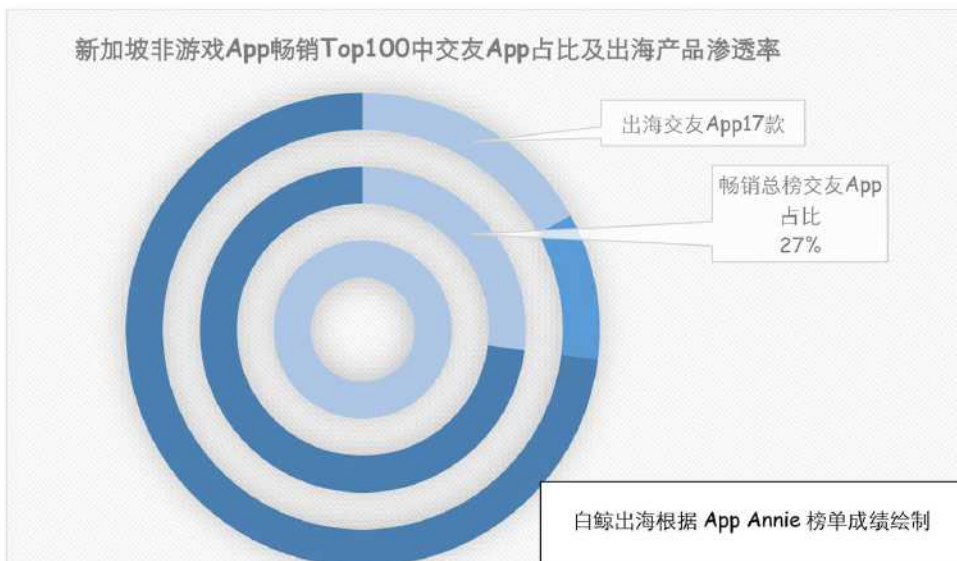 新加坡非游戏App畅销Top100中交友App占比及出海产品渗透率
出海交友App17款
畅销总榜交友App
占比
27%
白鲸出海根据 App Annie 榜单成绩绘制